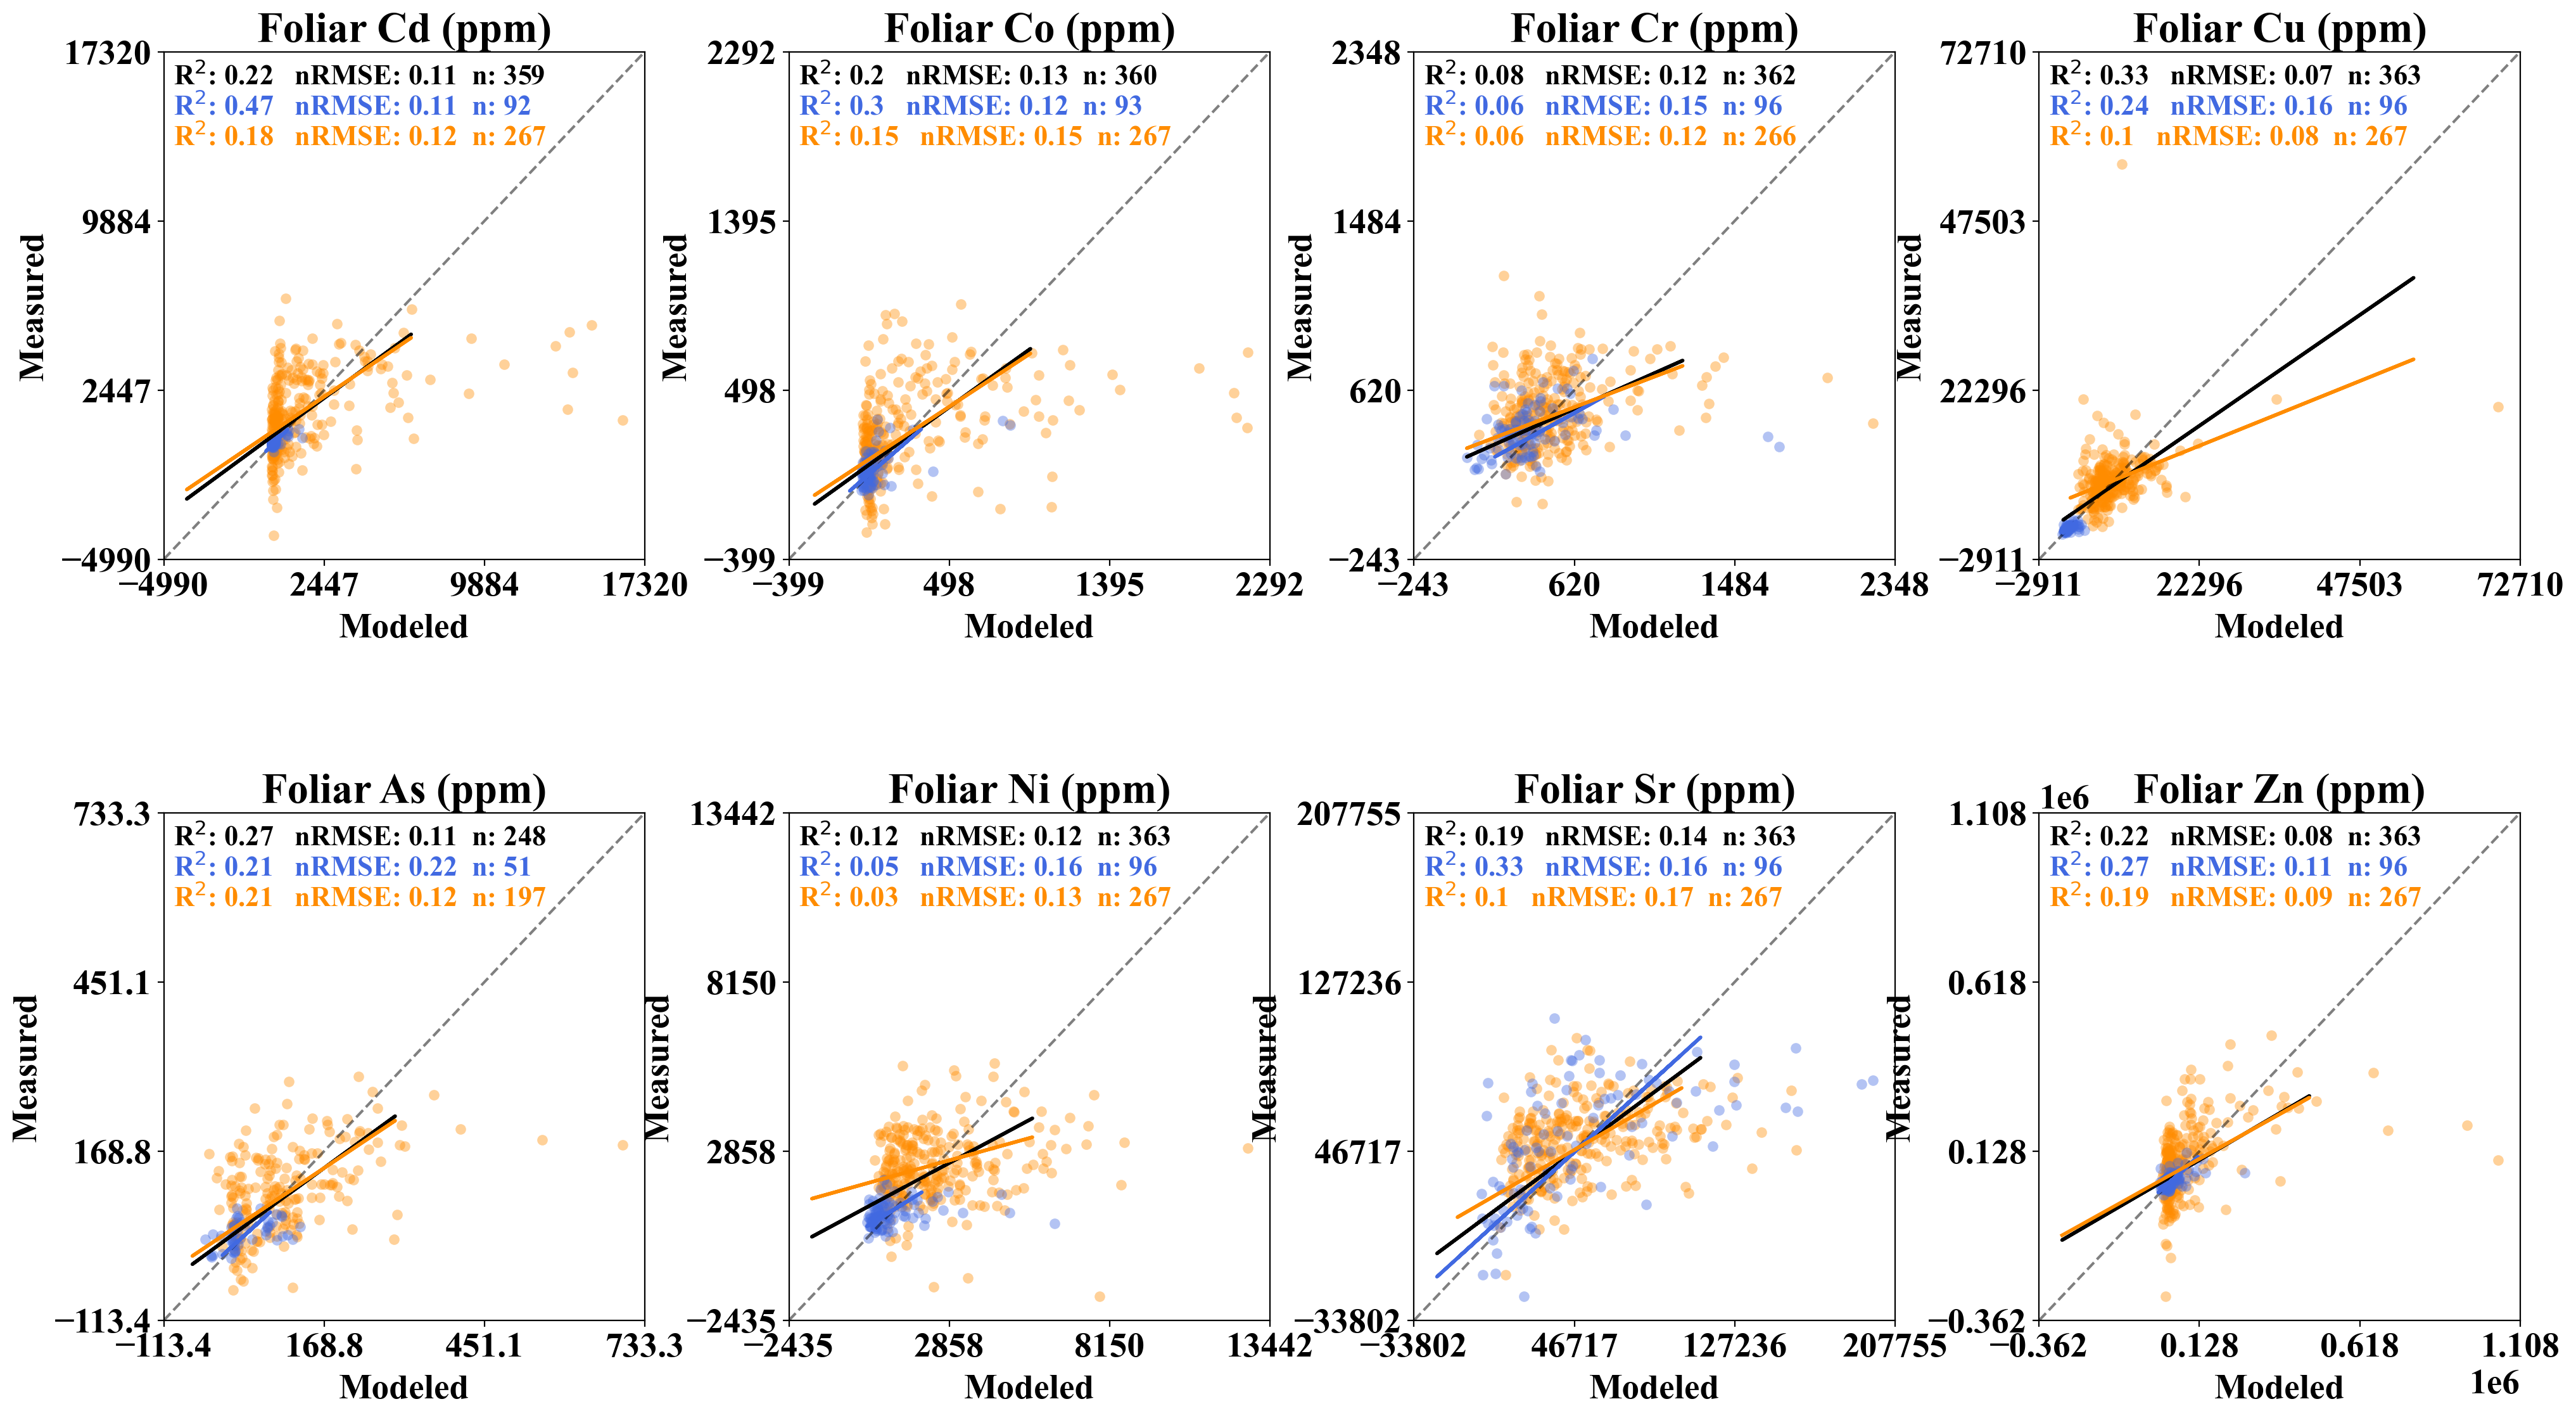 Foliar Cd (ppm)
R²: 0.22 nRMSE: 0.11 n: 359
R²: 0.47 nRMSE: 0.11 n: 92
R²: 0.18 nRMSE: 0.12 n: 267
17320
9884
2447
−4990
Measured
−4990 2447 9884 17320
Modeled
Foliar Co (ppm)
R²: 0.2 nRMSE: 0.13 n: 360
R²: 0.3 nRMSE: 0.12 n: 93
R²: 0.15 nRMSE: 0.15 n: 267
2292
1395
498
−399
Measured
−399 498 1395 2292
Modeled
Foliar Cr (ppm)
R²: 0.08 nRMSE: 0.12 n: 362
R²: 0.06 nRMSE: 0.15 n: 96
R²: 0.06 nRMSE: 0.12 n: 266
2348
1484
620
−243
Measured
−243 620 1484 2348
Modeled
Foliar Cu (ppm)
R²: 0.33 nRMSE: 0.07 n: 363
R²: 0.24 nRMSE: 0.16 n: 96
R²: 0.1 nRMSE: 0.08 n: 267
72710
47503
22296
−2911
Measured
−2911 22296 47503 72710
Modeled
Foliar As (ppm)
R²: 0.27 nRMSE: 0.11 n: 248
R²: 0.21 nRMSE: 0.22 n: 51
R²: 0.21 nRMSE: 0.12 n: 197
733.3
451.1
168.8
−113.4
Measured
−113.4 168.8 451.1 733.3
Modeled
Foliar Ni (ppm)
R²: 0.12 nRMSE: 0.12 n: 363
R²: 0.05 nRMSE: 0.16 n: 96
R²: 0.03 nRMSE: 0.13 n: 267
13442
8150
2858
−2435
Measured
−2435 2858 8150 13442
Modeled
Foliar Sr (ppm)
R²: 0.19 nRMSE: 0.14 n: 363
R²: 0.33 nRMSE: 0.16 n: 96
R²: 0.1 nRMSE: 0.17 n: 267
207755
127236
46717
−33802
Measured
−33802 46717 127236 207755
Modeled
1e6 Foliar Zn (ppm)
R²: 0.22 nRMSE: 0.08 n: 363
R²: 0.27 nRMSE: 0.11 n: 96
R²: 0.19 nRMSE: 0.09 n: 267
1.108
0.618
0.128
−0.362
Measured
−0.362 0.128 0.618 1.108
Modeled 1e6